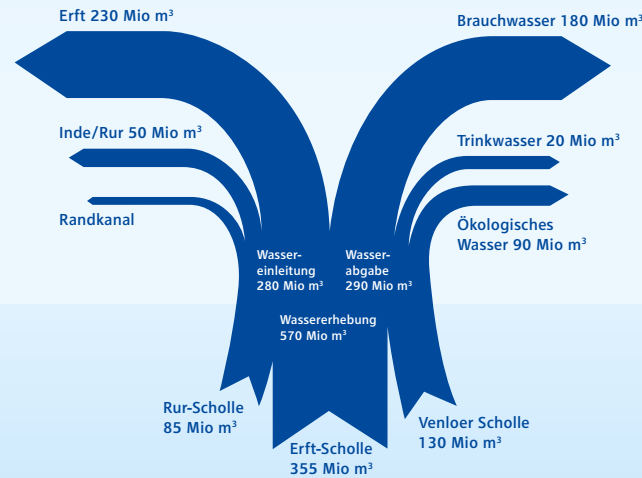 Erft 230 Mio m³
Brauchwasser 180 Mio m³
Inde/Rur 50 Mio m³
Trinkwasser 20 Mio m³
Randkanal
Ökologisches
Wasser 90 Mio m³
Wasser-
einleitung
280 Mio m³
Wasser-
abgabe
290 Mio m³
Wassererhebung
570 Mio m³
Rur-Scholle
85 Mio m³
Erft-Scholle
355 Mio m³
Venloer Scholle
130 Mio m³